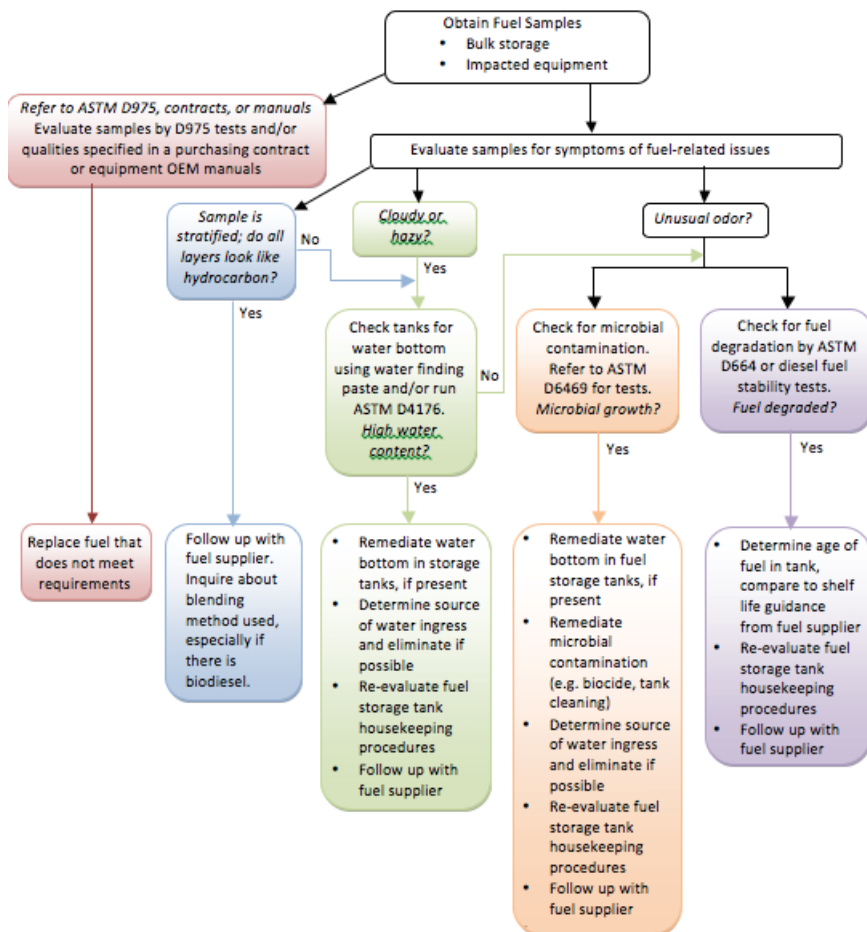 Obtain Fuel Samples
• Bulk storage
• Impacted equipment
Refer to ASTM D975, contracts, or manuals
Evaluate samples by D975 tests and/or
qualities specified in a purchasing contract
or equipment OEM manuals
Evaluate samples for symptoms of fuel-related issues
Sample is
stratified; do all
layers look like
hydrocarbon?
No
Cloudy or
hazy?
Unusual odor?
Yes
Yes
Check tanks for
water bottom
using water finding
paste and/or run
ASTM D4176.
High water
content?
No
Check for microbial
contamination.
Refer to ASTM
D6469 for tests.
Microbial growth?
Check for fuel
degradation by ASTM
D664 or diesel fuel
stability tests.
Fuel degraded?
Yes
Yes
Yes
Replace fuel that
does not meet
requirements
Follow up with
fuel supplier.
Inquire about
blending
method used,
especially if
there is
biodiesel.
• Remediate water
bottom in storage
tanks, if present
• Determine source
of water ingress
and eliminate if
possible
• Re-evaluate fuel
storage tank
housekeeping
procedures
• Follow up with
fuel supplier
• Remediate water
bottom in fuel
storage tanks, if
present
• Remediate
microbial
contamination
(e.g. biocide, tank
cleaning)
• Determine source
of water ingress
and eliminate if
possible
• Re-evaluate fuel
storage tank
housekeeping
procedures
• Follow up with
fuel supplier
• Determine age of
fuel in tank,
compare to shelf
life guidance
from fuel supplier
• Re-evaluate fuel
storage tank
housekeeping
procedures
• Follow up with
fuel supplier